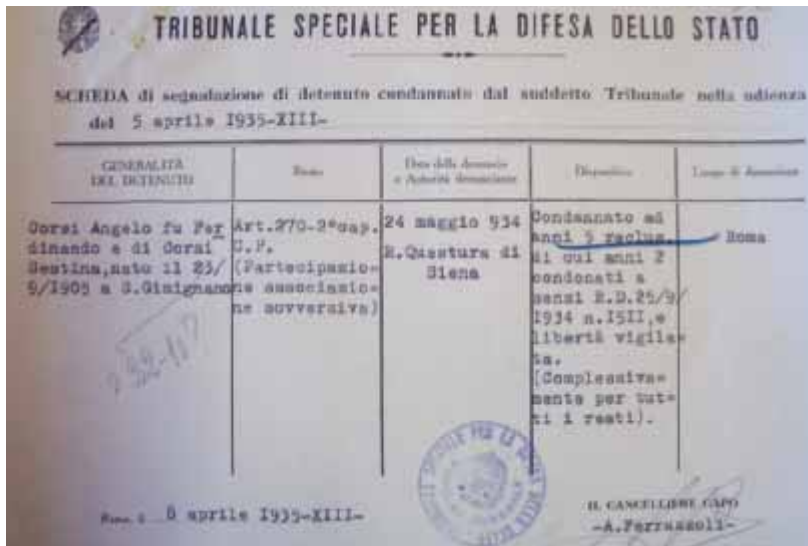 TRIBUNALE SPECIALE PER LA DIFESA DELLO STATO
SCHEDA di segnalazione di detenuto condannato dal suddetto Tribunale nella udienza
del 5 aprile 1935-XIII-
GENERALITÀ
DEL DETENUTO
Reato
Data della denuncia
e Autorità denunciante
Dispositivo
Luogo di
Corsi Angelo fu Fer
dinando e di Corsi
Sestina, nato il 23/
9/1905 a S.Gimignano
Art.270-2°cap.
C.P.
(Partecipazio-
ne associazio-
ne sovversiva)
24 maggio 934
R.Questura di
Siena
Condannato ad
anni 5 reclus.
di cui anni 2
condonati a
sensi R.D.25/9/
1934 n.1511,e
libertà vigila=
ta.
(Complessiva=
mente per tut=
ti i reati).
Roma
Roma, li 6 aprile 1935-XIII-
IL CANCELLIERE CAPO
-A.Perrazzoli-